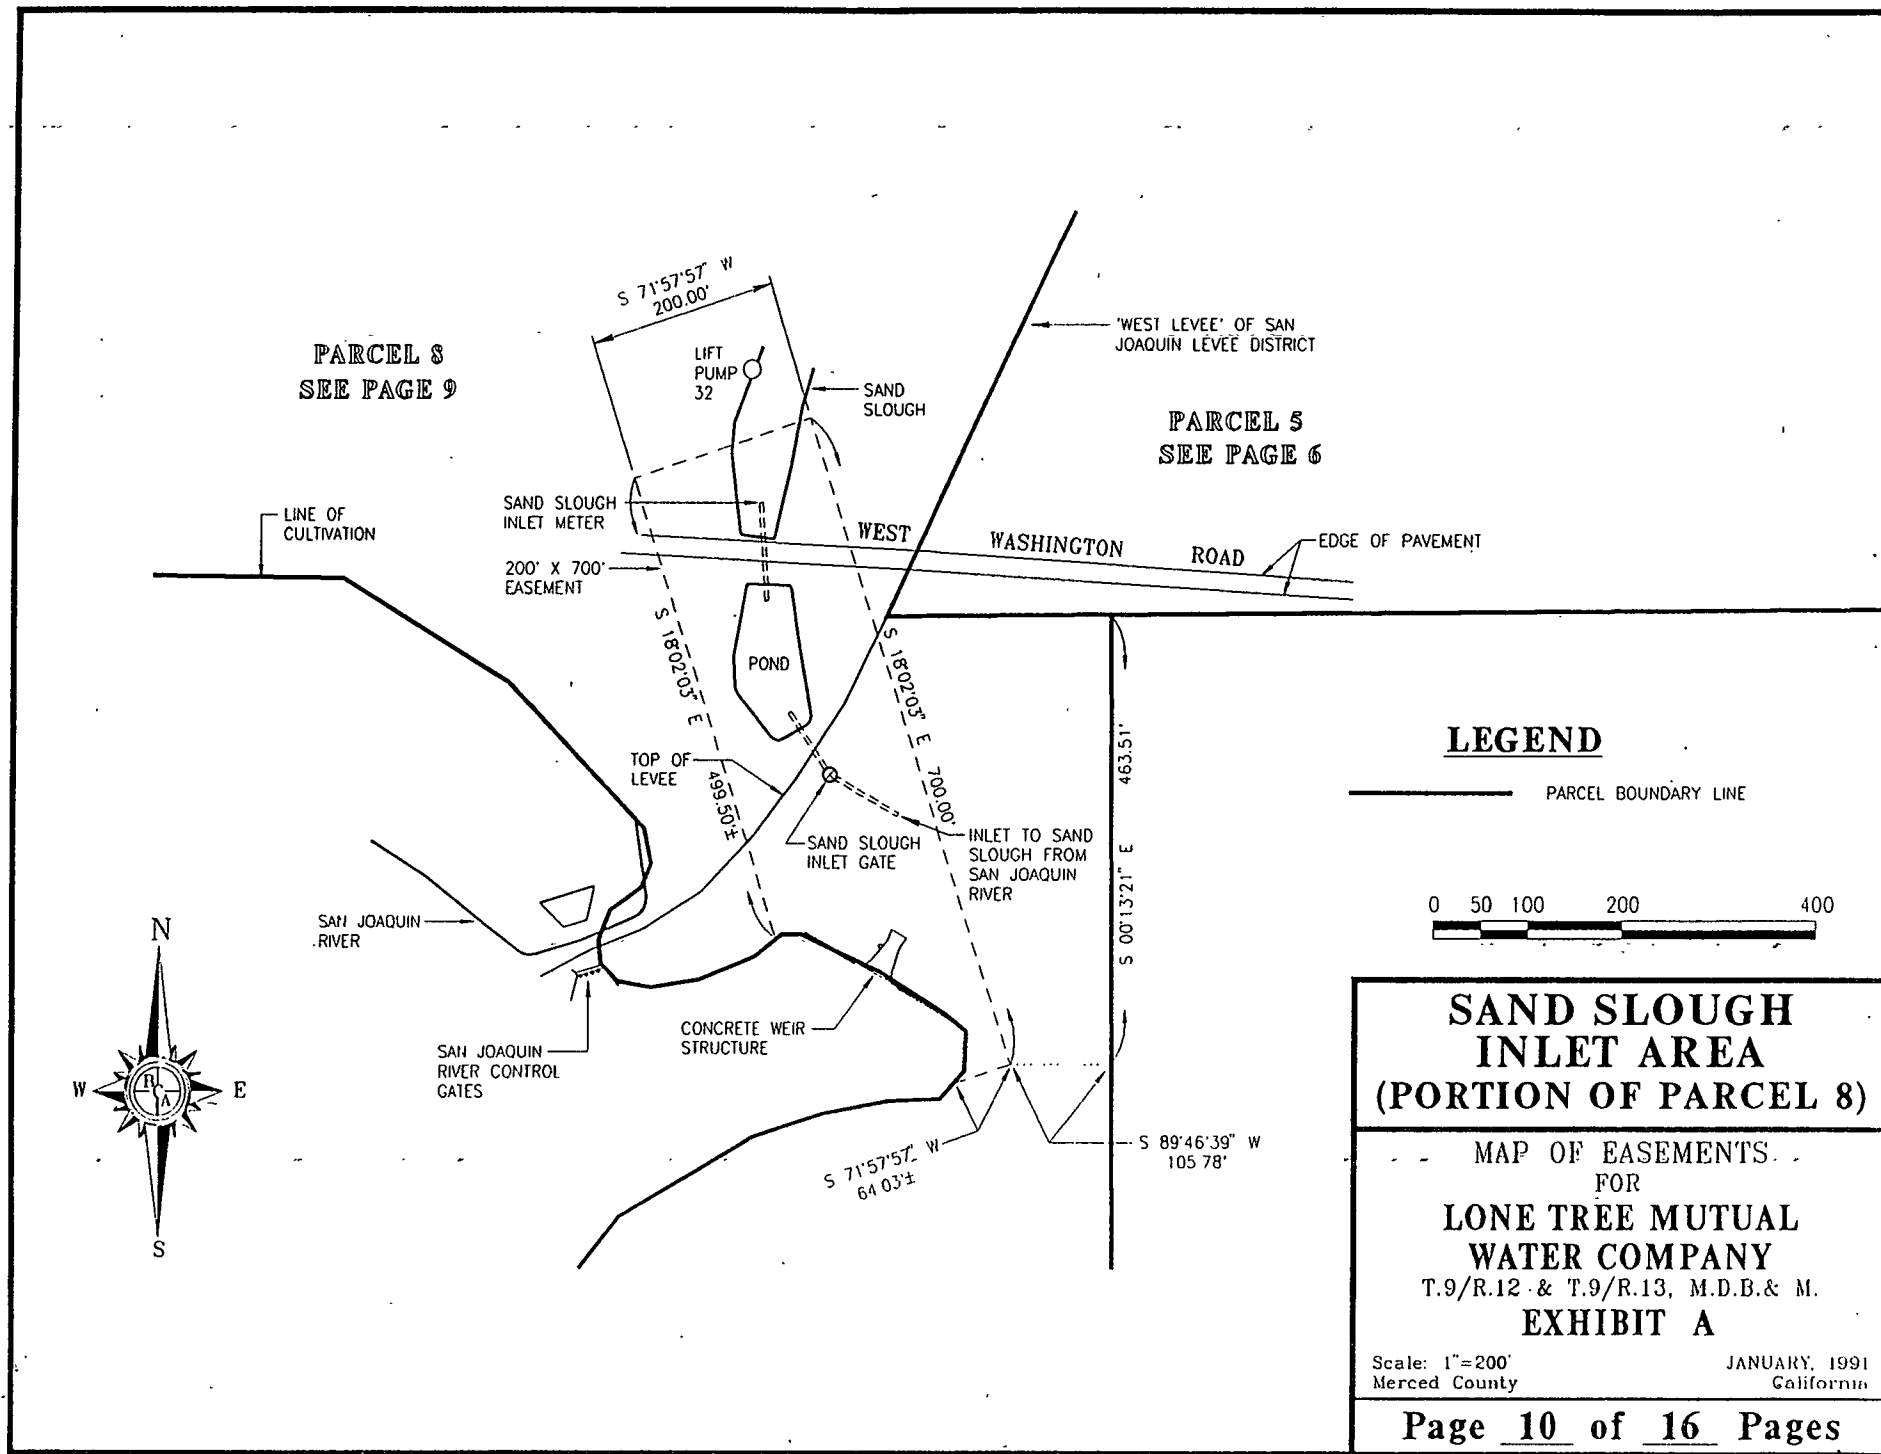 S 71°57'57" W
200.00'
PARCEL 8
SEE PAGE 9
LIFT
PUMP
32
SAND
SLOUGH
'WEST LEVEE' OF SAN
JOAQUIN LEVEE DISTRICT
PARCEL 5
SEE PAGE 6
LINE OF
CULTIVATION
SAND SLOUGH
INLET METER
WEST WASHINGTON ROAD
EDGE OF PAVEMENT
200' X 700'
EASEMENT
S 18°02'03" E
499.50'±
POND
S 18°02'03" E 700.00'
TOP OF
LEVEE
SAND SLOUGH
INLET GATE
INLET TO SAND
SLOUGH FROM
SAN JOAQUIN
RIVER
S 00°13'21" E 463.51'
SAN JOAQUIN
RIVER
SAN JOAQUIN
RIVER CONTROL
GATES
CONCRETE WEIR
STRUCTURE
S 71°57'57" W
64.03'±
S 89°46'39" W
105.78'
N
W
E
S
R
C
A
LEGEND
PARCEL BOUNDARY LINE
0 50 100 200 400
SAND SLOUGH
INLET AREA
(PORTION OF PARCEL 8)
MAP OF EASEMENTS
FOR
LONE TREE MUTUAL
WATER COMPANY
T.9/R.12 & T.9/R.13, M.D.B.& M.
EXHIBIT A
Scale: 1"=200'
JANUARY, 1991
Merced County
California
Page 10 of 16 Pages